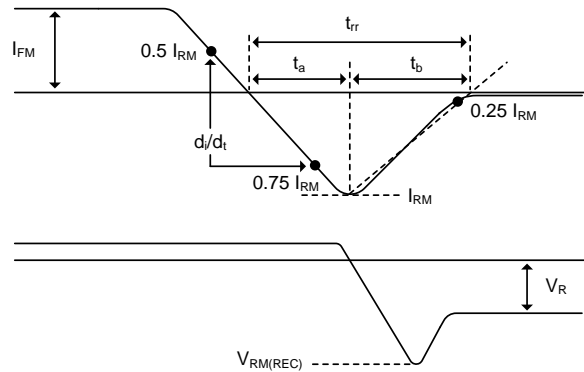 t_rr
I_FM
0.5 I_RM
t_a
t_b
0.25 I_RM
d_i/d_t
0.75 I_RM
I_RM
V_R
V_RM(REC)